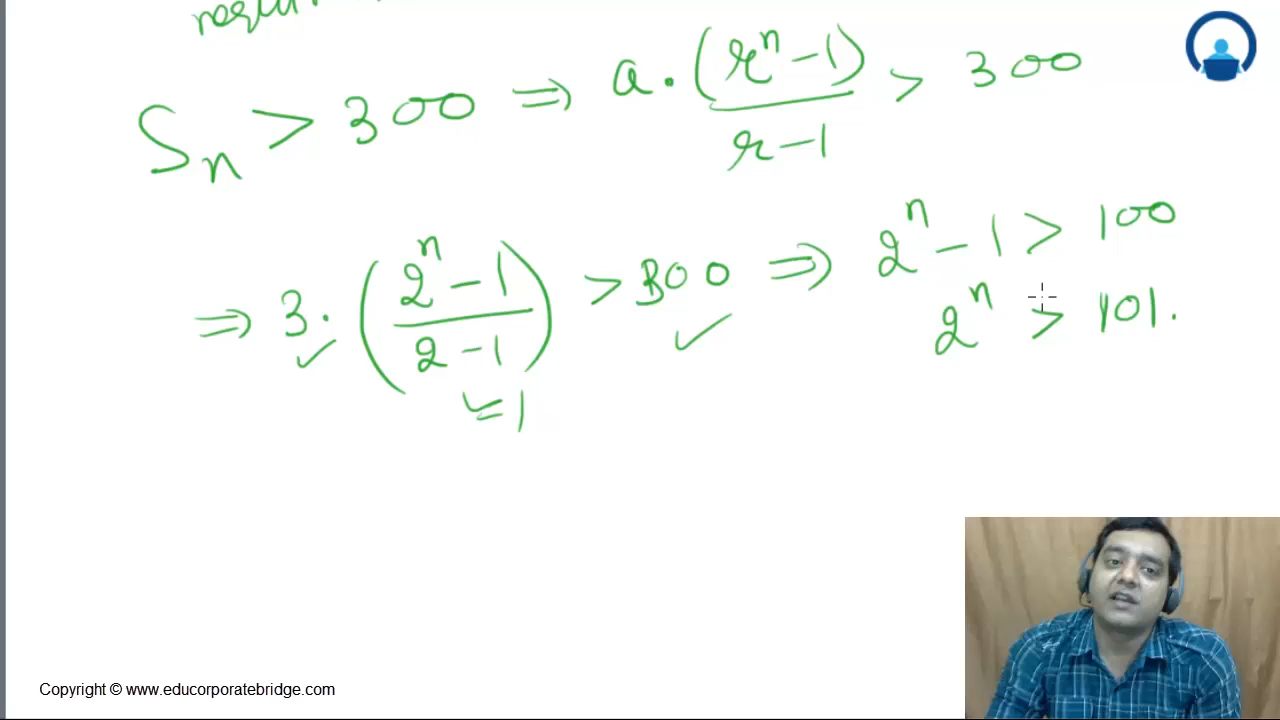 Sn > 300 ⇒ a . (r^n - 1) / r - 1 > 300
⇒ 3 . (2^n - 1 / 2 - 1) > 300 ⇒ 2^n - 1 > 100
= 1
2^n > 101.
Copyright © www.educorporatebridge.com